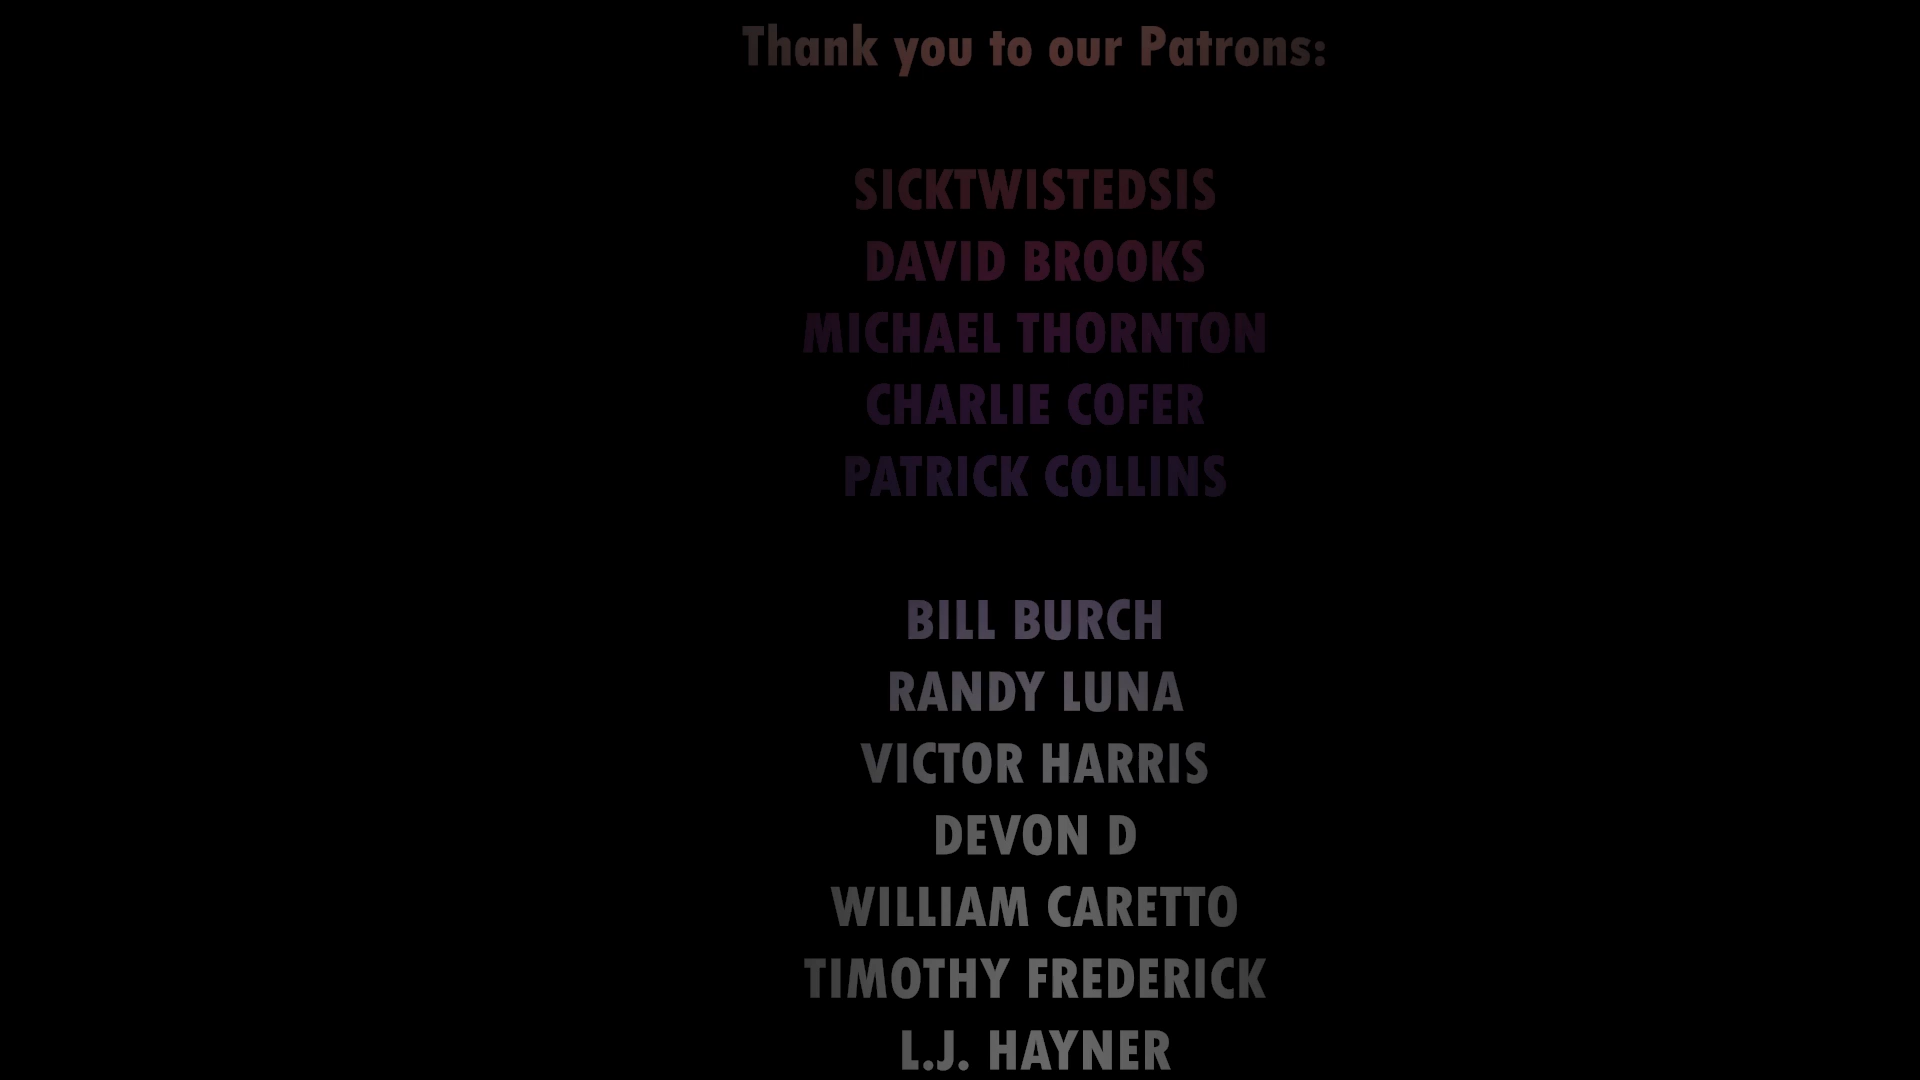 Thank you to our Patrons:
SICKTWISTEDSIS
DAVID BROOKS
MICHAEL THORNTON
CHARLIE COFER
PATRICK COLLINS
BILL BURCH
RANDY LUNA
VICTOR HARRIS
DEVON D
WILLIAM CARETTO
TIMOTHY FREDERICK
L.J. HAYNER